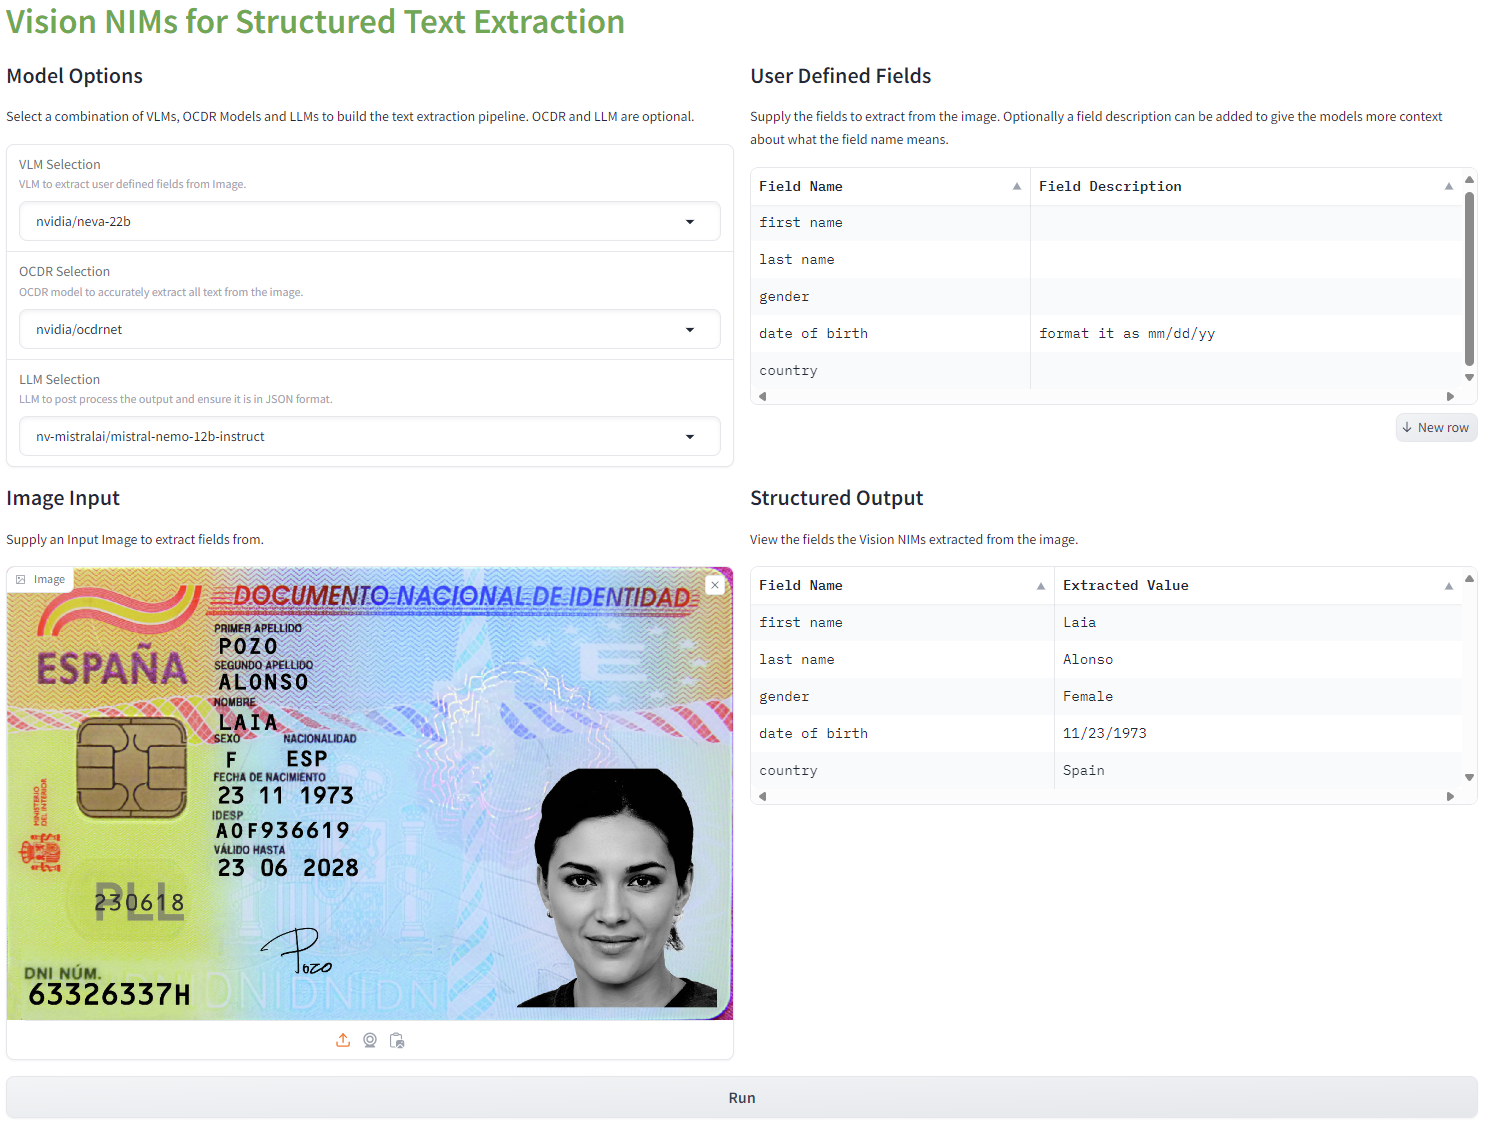 Vision NIMs for Structured Text Extraction
Model Options
Select a combination of VLMs, OCDR Models and LLMs to build the text extraction pipeline. OCDR and LLM are optional.
VLM Selection
VLM to extract user defined fields from Image.
nvidia/neva-22b
OCDR Selection
OCDR model to accurately extract all text from the image.
nvidia/ocdrnet
LLM Selection
LLM to post process the output and ensure it is in JSON format.
nv-mistralai/mistral-nemo-12b-instruct
User Defined Fields
Supply the fields to extract from the image. Optionally a field description can be added to give the models more context
about what the field name means.
Field Name Field Description
first name
last name
gender
date of birth format it as mm/dd/yy
country
New row
Image Input
Supply an Input Image to extract fields from.
Image
DOCUMENTO NACIONAL DE IDENTIDAD
ESPAÑA
PRIMER APELLIDO
POZO
SEGUNDO APELLIDO
ALONSO
NOMBRE
LAIA
SEXO NACIONALIDAD
F ESP
FECHA DE NACIMIENTO
23 11 1973
IDESP
AOF936619
VÁLIDO HASTA
23 06 2028
MINISTERIO
DEL INTERIOR
PLL
230618
Pozo
DNI NÚM.
63326337H
DNIDNIDN
Structured Output
View the fields the Vision NIMs extracted from the image.
Field Name Extracted Value
first name Laia
last name Alonso
gender Female
date of birth 11/23/1973
country Spain
Run